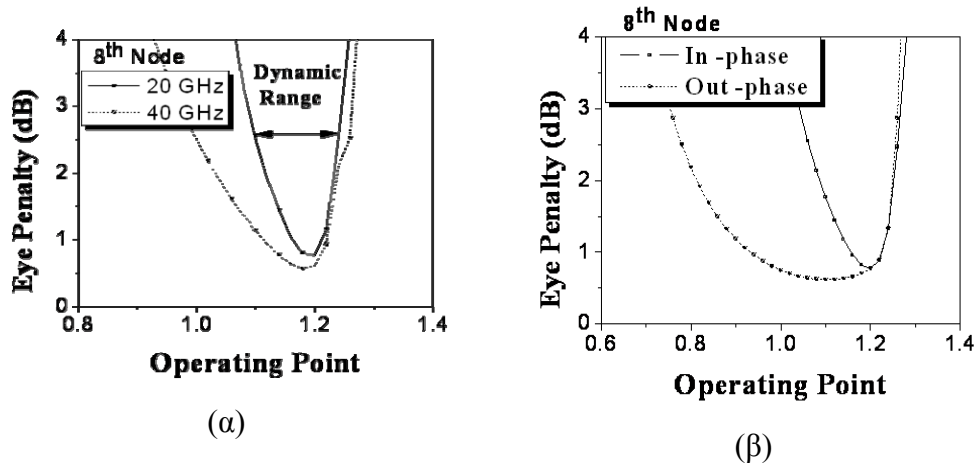 8th Node
20 GHz
40 GHz
Dynamic
Range
Eye Penalty (dB)
4
3
2
1
0
0.8 1.0 1.2 1.4
Operating Point
(α)
8th Node
In -phase
Out -phase
Eye Penalty (dB)
4
3
2
1
0
0.6 0.8 1.0 1.2 1.4
Operating Point
(β)